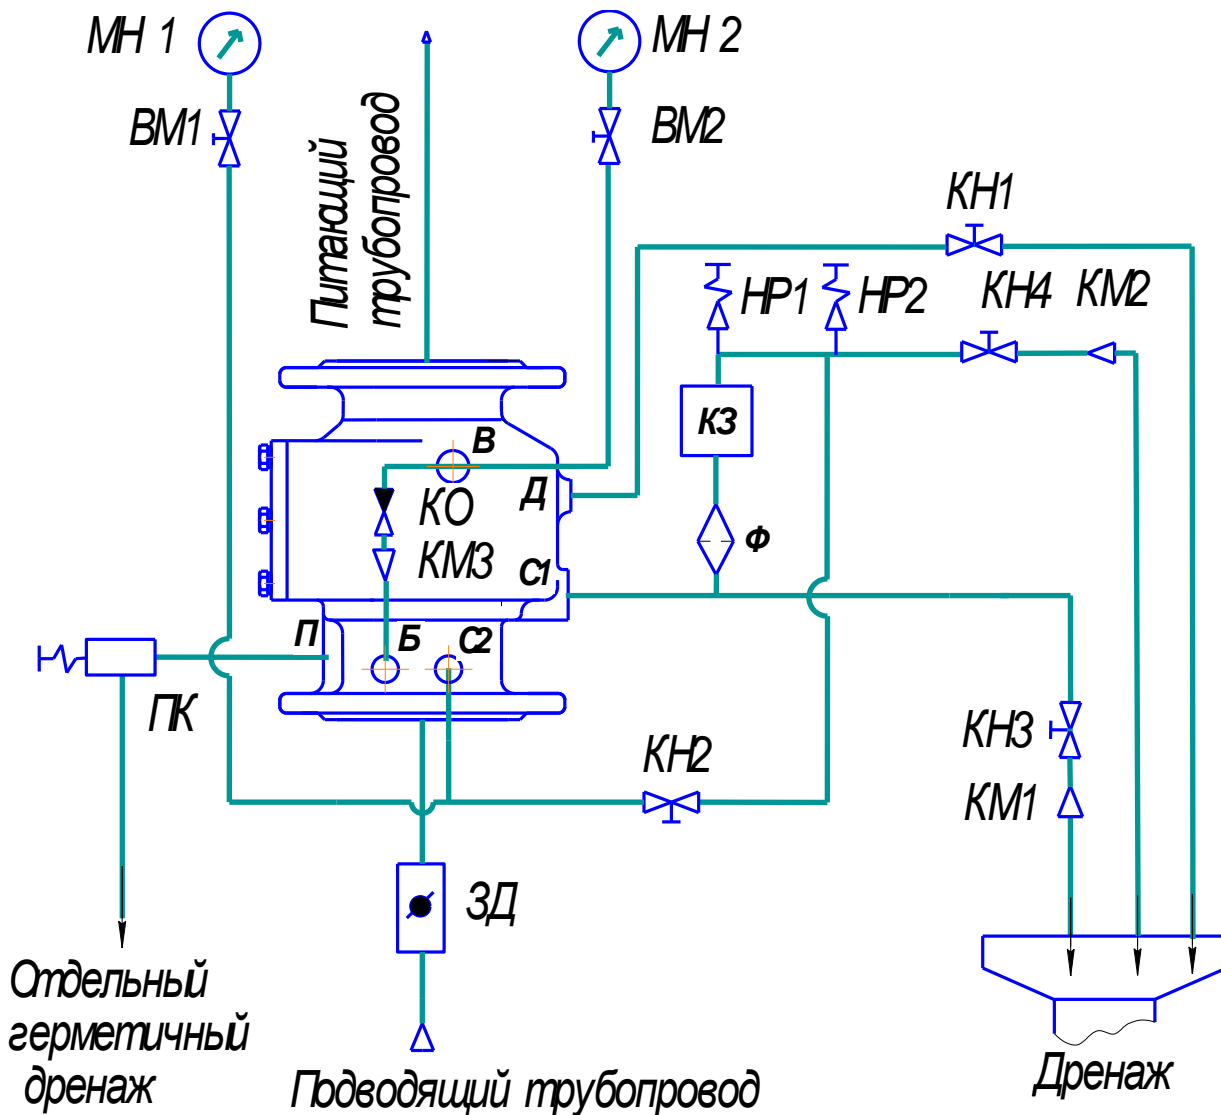 МН 1
МН 2
ВМ1
ВМ2
Питающий
трубопровод
КН1
НР1
НР2
КН4
КМ2
КЗ
В
Д
КО
Ф
КМ3
С1
П
Б
С2
ПК
КН2
КН3
КМ1
ЗД
Отдельный
герметичный
дренаж
Подводящий трубопровод
Дренаж